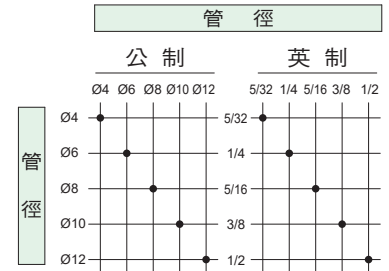 管 徑
公 制 英 制
Ø4 Ø6 Ø8 Ø10 Ø12 5/32 1/4 5/16 3/8 1/2
管
徑
Ø4 5/32
Ø6 1/4
Ø8 5/16
Ø10 3/8
Ø12 1/2